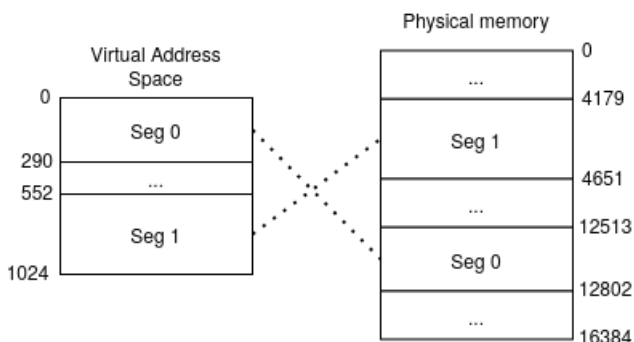 Virtual Address
Space
0
Seg 0
290
...
552
Seg 1
1024
Physical memory
0
...
4179
Seg 1
4651
...
12513
Seg 0
12802
...
16384